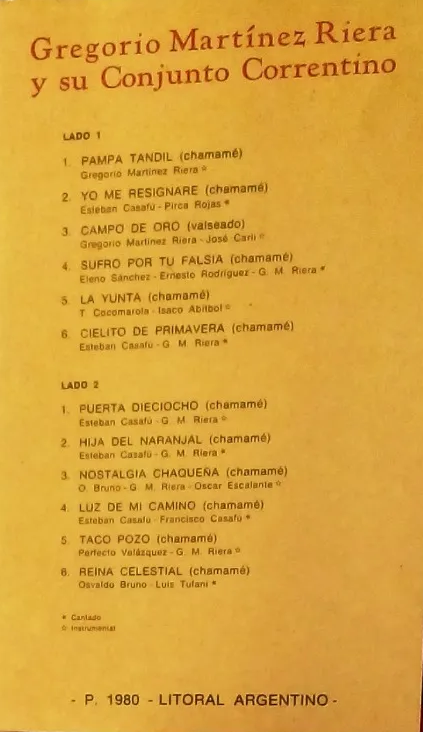 Gregorio Martínez Riera
y su Conjunto Correntino
LADO 1
1. PAMPA TANDIL (chamamé)
Gregorio Martínez Riera ☆
2. YO ME RESIGNARE (chamamé)
Esteban Casafú - Pirca Rojas ★
3. CAMPO DE ORO (valseado)
Gregorio Martínez Riera - José Carli ☆
4. SUFRO POR TU FALSIA (chamamé)
Eleno Sánchez - Ernesto Rodríguez - G. M. Riera ★
5. LA YUNTA (chamamé)
T. Cocomarola - Isaco Abitbol ☆
6. CIELITO DE PRIMAVERA (chamamé)
Esteban Casafú - G. M. Riera ★
LADO 2
1. PUERTA DIECIOCHO (chamamé)
Esteban Casafú - G. M. Riera ☆
2. HIJA DEL NARANJAL (chamamé)
Esteban Casafú - G. M. Riera ★
3. NOSTALGIA CHAQUEÑA (chamamé)
O. Bruno - G. M. Riera - Oscar Escalante ☆
4. LUZ DE MI CAMINO (chamamé)
Esteban Casafú - Francisco Casafú ★
5. TACO POZO (chamamé)
Perfecto Velázquez - G. M. Riera ☆
6. REINA CELESTIAL (chamamé)
Osvaldo Bruno - Luis Tufani ★
★ Cantado
☆ Instrumental
- P. 1980 - LITORAL ARGENTINO -